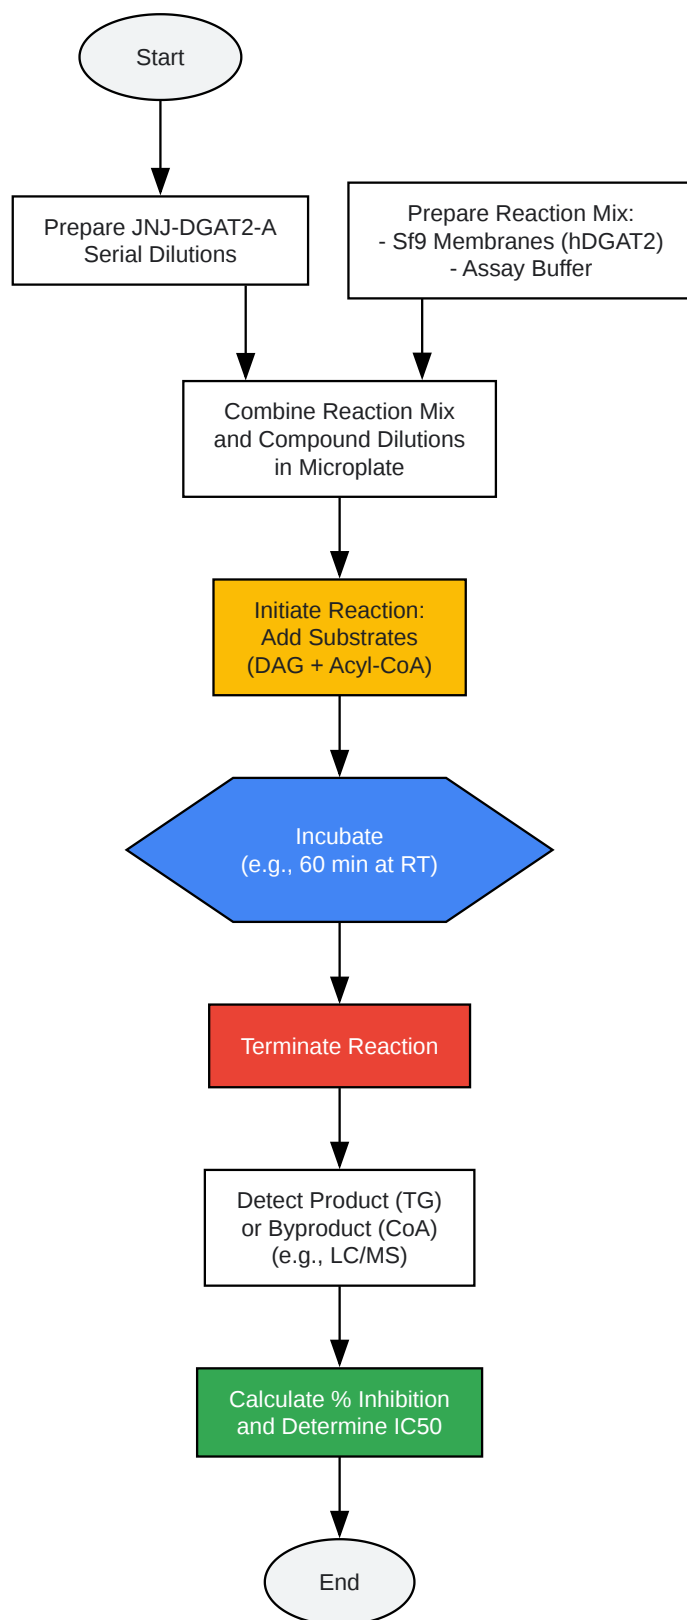 Start
Prepare JNJ-DGAT2-A
Serial Dilutions
Prepare Reaction Mix:
- Sf9 Membranes (hDGAT2)
- Assay Buffer
Combine Reaction Mix
and Compound Dilutions
in Microplate
Initiate Reaction:
Add Substrates
(DAG + Acyl-CoA)
Incubate
(e.g., 60 min at RT)
Terminate Reaction
Detect Product (TG)
or Byproduct (CoA)
(e.g., LC/MS)
Calculate % Inhibition
and Determine IC50
End